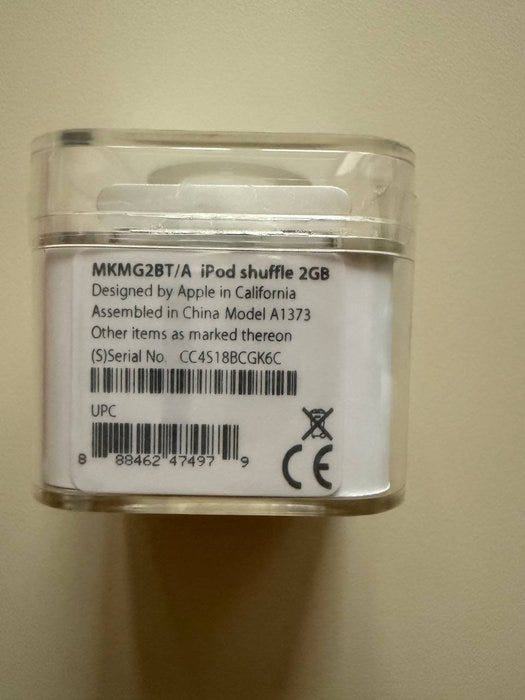 MKMG2BT/A iPod shuffle 2GB
Designed by Apple in California
Assembled in China Model A1373
Other items as marked thereon
(S)Serial No. CC4S18BCGK6C
UPC
8 88462 47497 9
CE